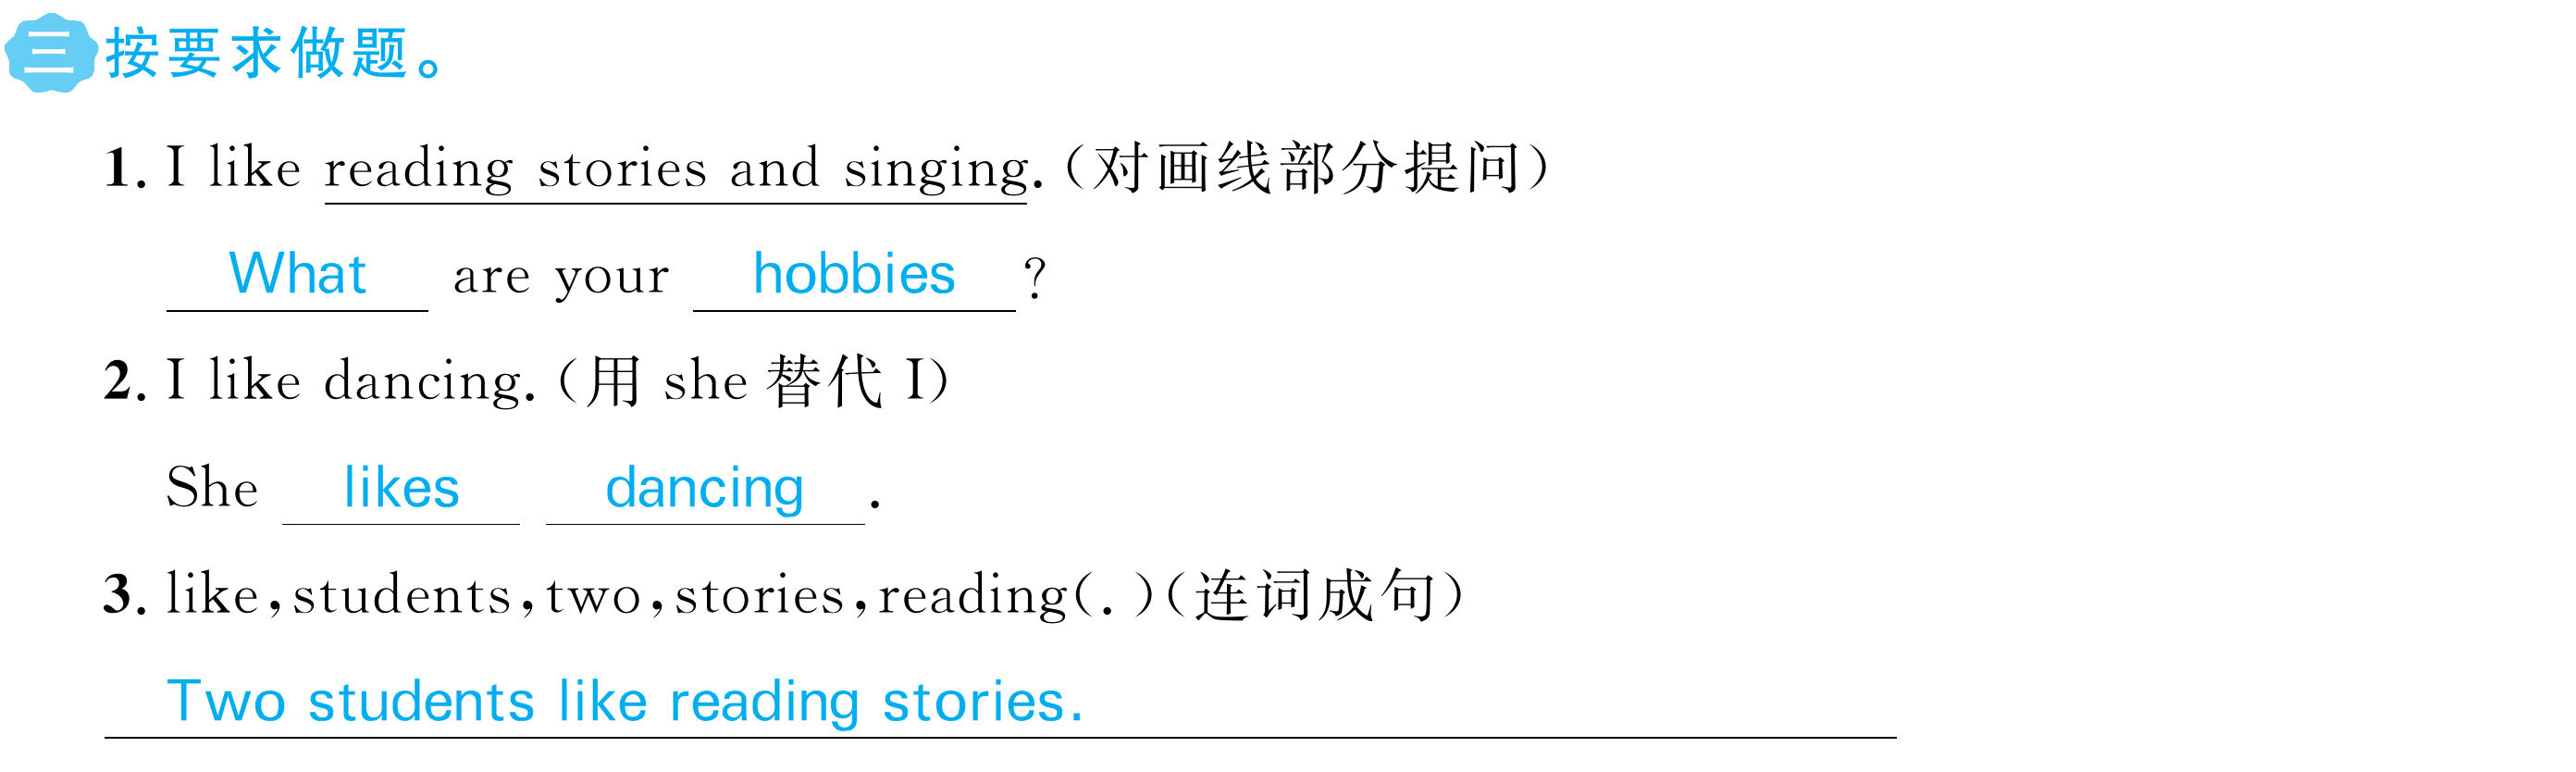 三 按要求做题。
1. I like reading stories and singing.(对画线部分提问)
What are your hobbies ?
2. I like dancing.(用 she 替代 I)
She likes dancing .
3. like,students,two,stories,reading(.)(连词成句)
Two students like reading stories.